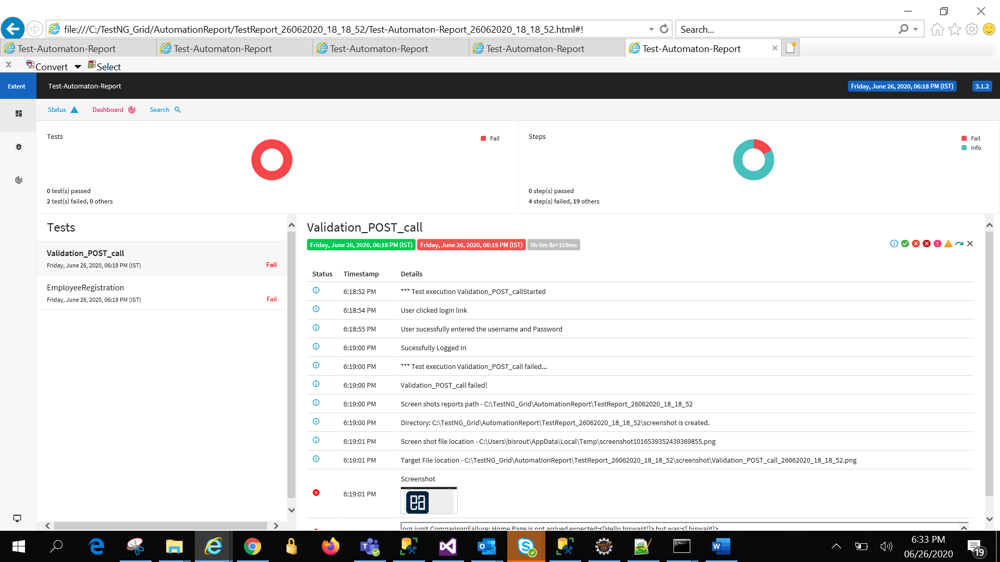 file:///C:/TestNG_Grid/AutomationReport/TestReport_26062020_18_18_52/Test-Automaton-Report_26062020_18_18_52.html#!
Search...
Test-Automaton-Report
Test-Automaton-Report
Test-Automaton-Report
Test-Automaton-Report
Test-Automaton-Report
x Convert Select
Extent
Test-Automaton-Report
Friday, June 26, 2020, 06:18 PM (IST)
3.1.2
Status
Dashboard
Search
Tests
Fail
0 test(s) passed
2 test(s) failed, 0 others
Steps
Fail
Info
0 step(s) passed
4 step(s) failed, 19 others
Tests
Validation_POST_call
Friday, June 26, 2020, 06:18 PM (IST)
Fail
EmployeeRegistration
Friday, June 26, 2020, 06:18 PM (IST)
Fail
Validation_POST_call
Friday, June 26, 2020, 06:18 PM (IST) Friday, June 26, 2020, 06:19 PM (IST) 0h 0m 8s+159ms
Status Timestamp Details
6:18:52 PM *** Test execution Validation_POST_callStarted
6:18:54 PM User clicked login link
6:18:55 PM User sucessfully entered the username and Password
6:19:00 PM Sucessfully Logged In
6:19:00 PM *** Test execution Validation_POST_call failed...
6:19:00 PM Validation_POST_call failed!
6:19:00 PM Screen shots reports path - C:\TestNG_Grid\AutomationReport\TestReport_26062020_18_18_52
6:19:00 PM Directory: C:\TestNG_Grid\AutomationReport\TestReport_26062020_18_18_52\screenshot is created.
6:19:01 PM Screen shot file location - C:\Users\bisrout\AppData\Local\Temp\screenshot1016539352439369855.png
6:19:01 PM Target File location - C:\TestNG_Grid\AutomationReport\TestReport_26062020_18_18_52\screenshot\Validation_POST_call_26062020_18_18_52.png
Screenshot
6:19:01 PM
ea
org.junit.ComparisonFailure: Home Page is not arrived expected:<[Hello biswajit!]> but was:<[ biswajit]>
6:33 PM
06/26/2020
19